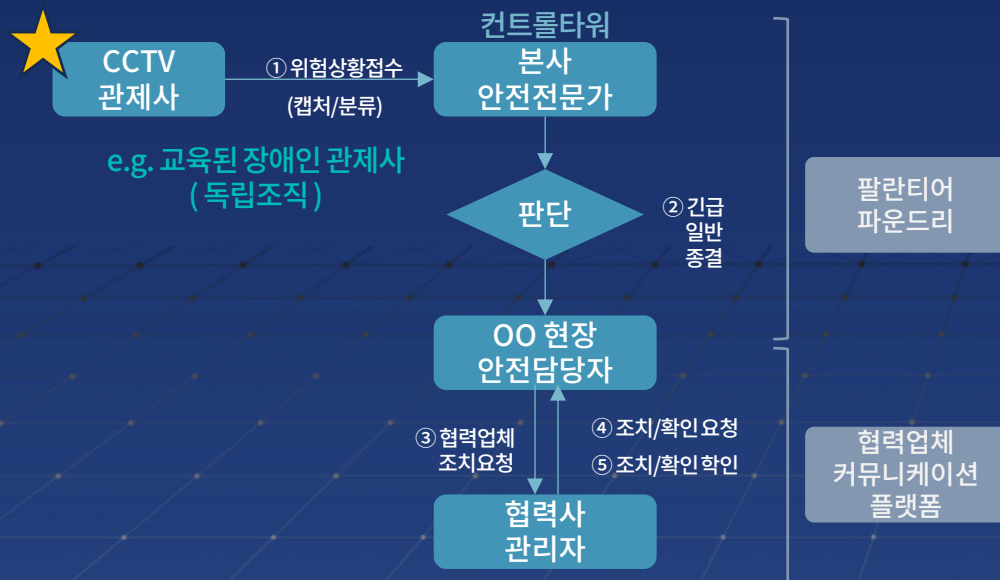 컨트롤타워
CCTV
관제사
① 위험상황접수
(캡처/분류)
본사
안전전문가
e.g. 교육된 장애인 관제사
( 독립조직 )
판단
② 긴급
일반
종결
팔란티어
파운드리
OO 현장
안전담당자
③ 협력업체
조치요청
④ 조치/확인 요청
⑤ 조치/확인 학인
협력업체
커뮤니케이션
플랫폼
협력사
관리자